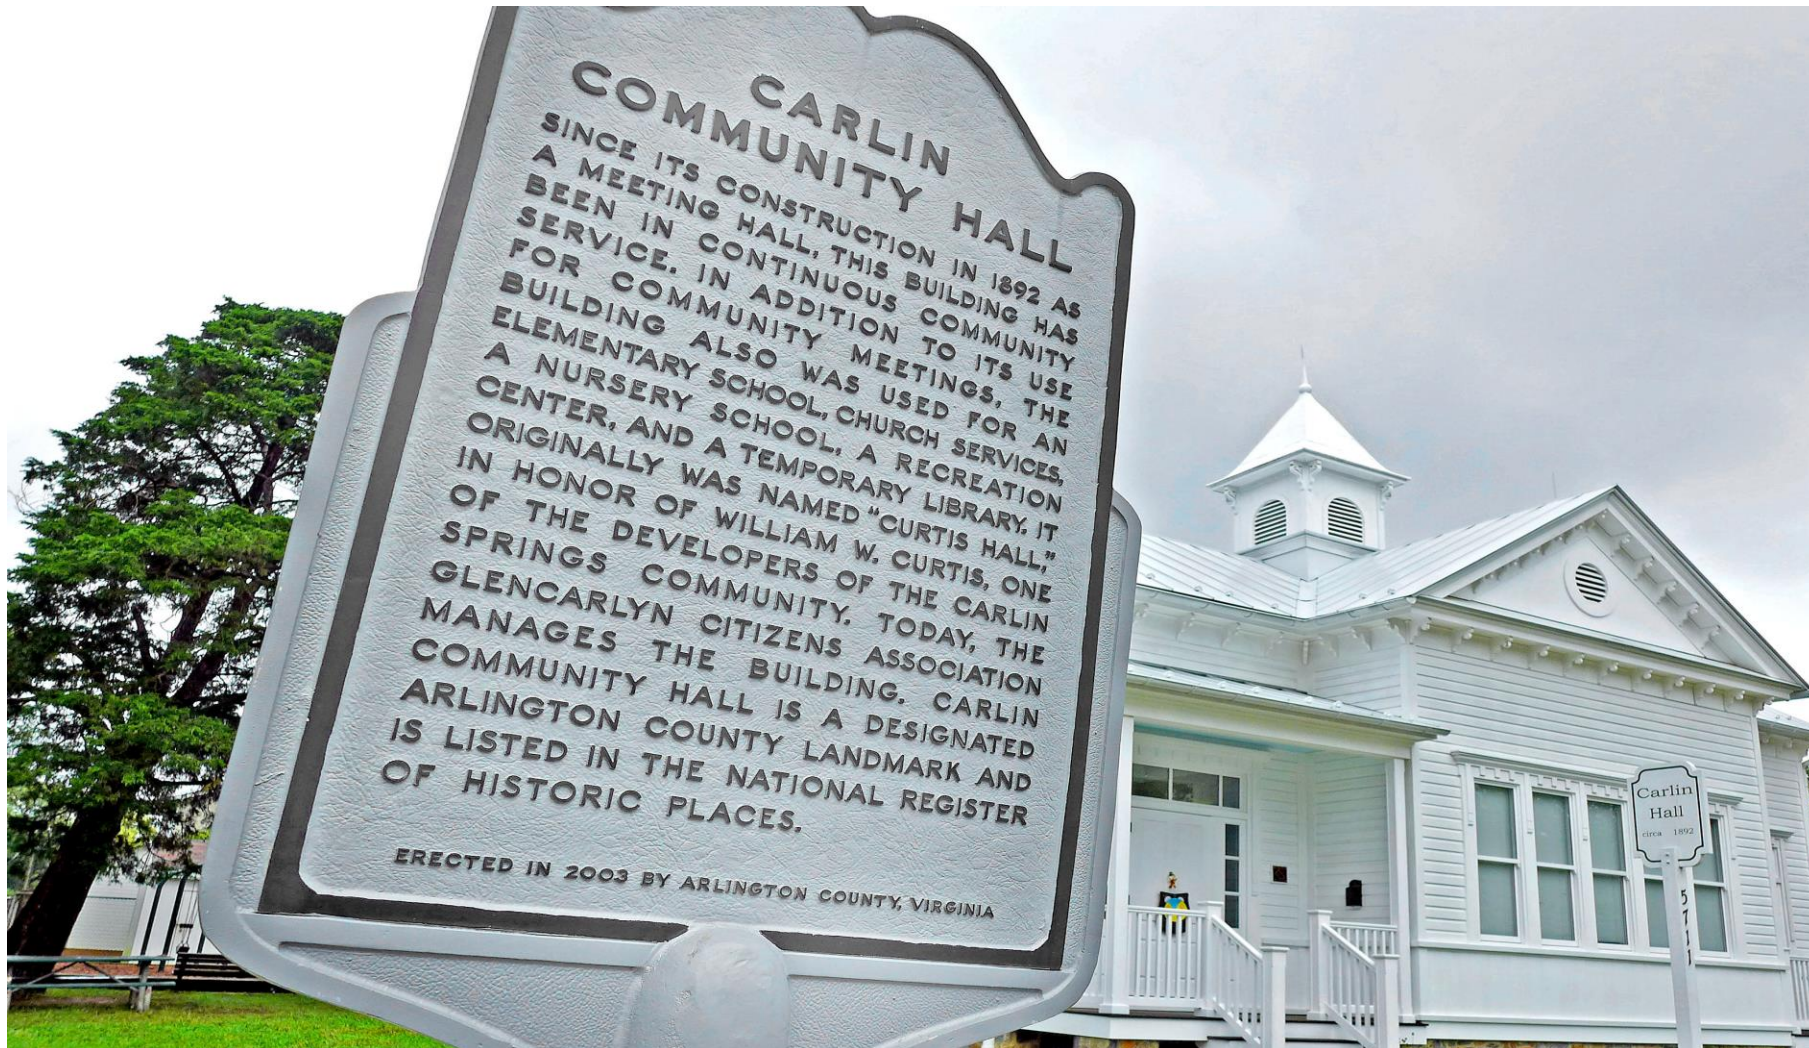 CARLIN
COMMUNITY HALL
SINCE ITS CONSTRUCTION IN 1892 AS
A MEETING HALL, THIS BUILDING HAS
BEEN IN CONTINUOUS COMMUNITY
SERVICE. IN ADDITION TO ITS USE
FOR COMMUNITY MEETINGS, THE
BUILDING ALSO WAS USED FOR AN
ELEMENTARY SCHOOL, CHURCH SERVICES,
A NURSERY SCHOOL, A RECREATION
CENTER, AND A TEMPORARY LIBRARY. IT
ORIGINALLY WAS NAMED "CURTIS HALL,"
IN HONOR OF WILLIAM W. CURTIS, ONE
OF THE DEVELOPERS OF THE CARLIN
SPRINGS COMMUNITY. TODAY, THE
GLENCARLYN CITIZENS ASSOCIATION
MANAGES THE BUILDING. CARLIN
COMMUNITY HALL IS A DESIGNATED
ARLINGTON COUNTY LANDMARK AND
IS LISTED IN THE NATIONAL REGISTER
OF HISTORIC PLACES.
ERECTED IN 2003 BY ARLINGTON COUNTY, VIRGINIA
Carlin
Hall
circa 1892
5711